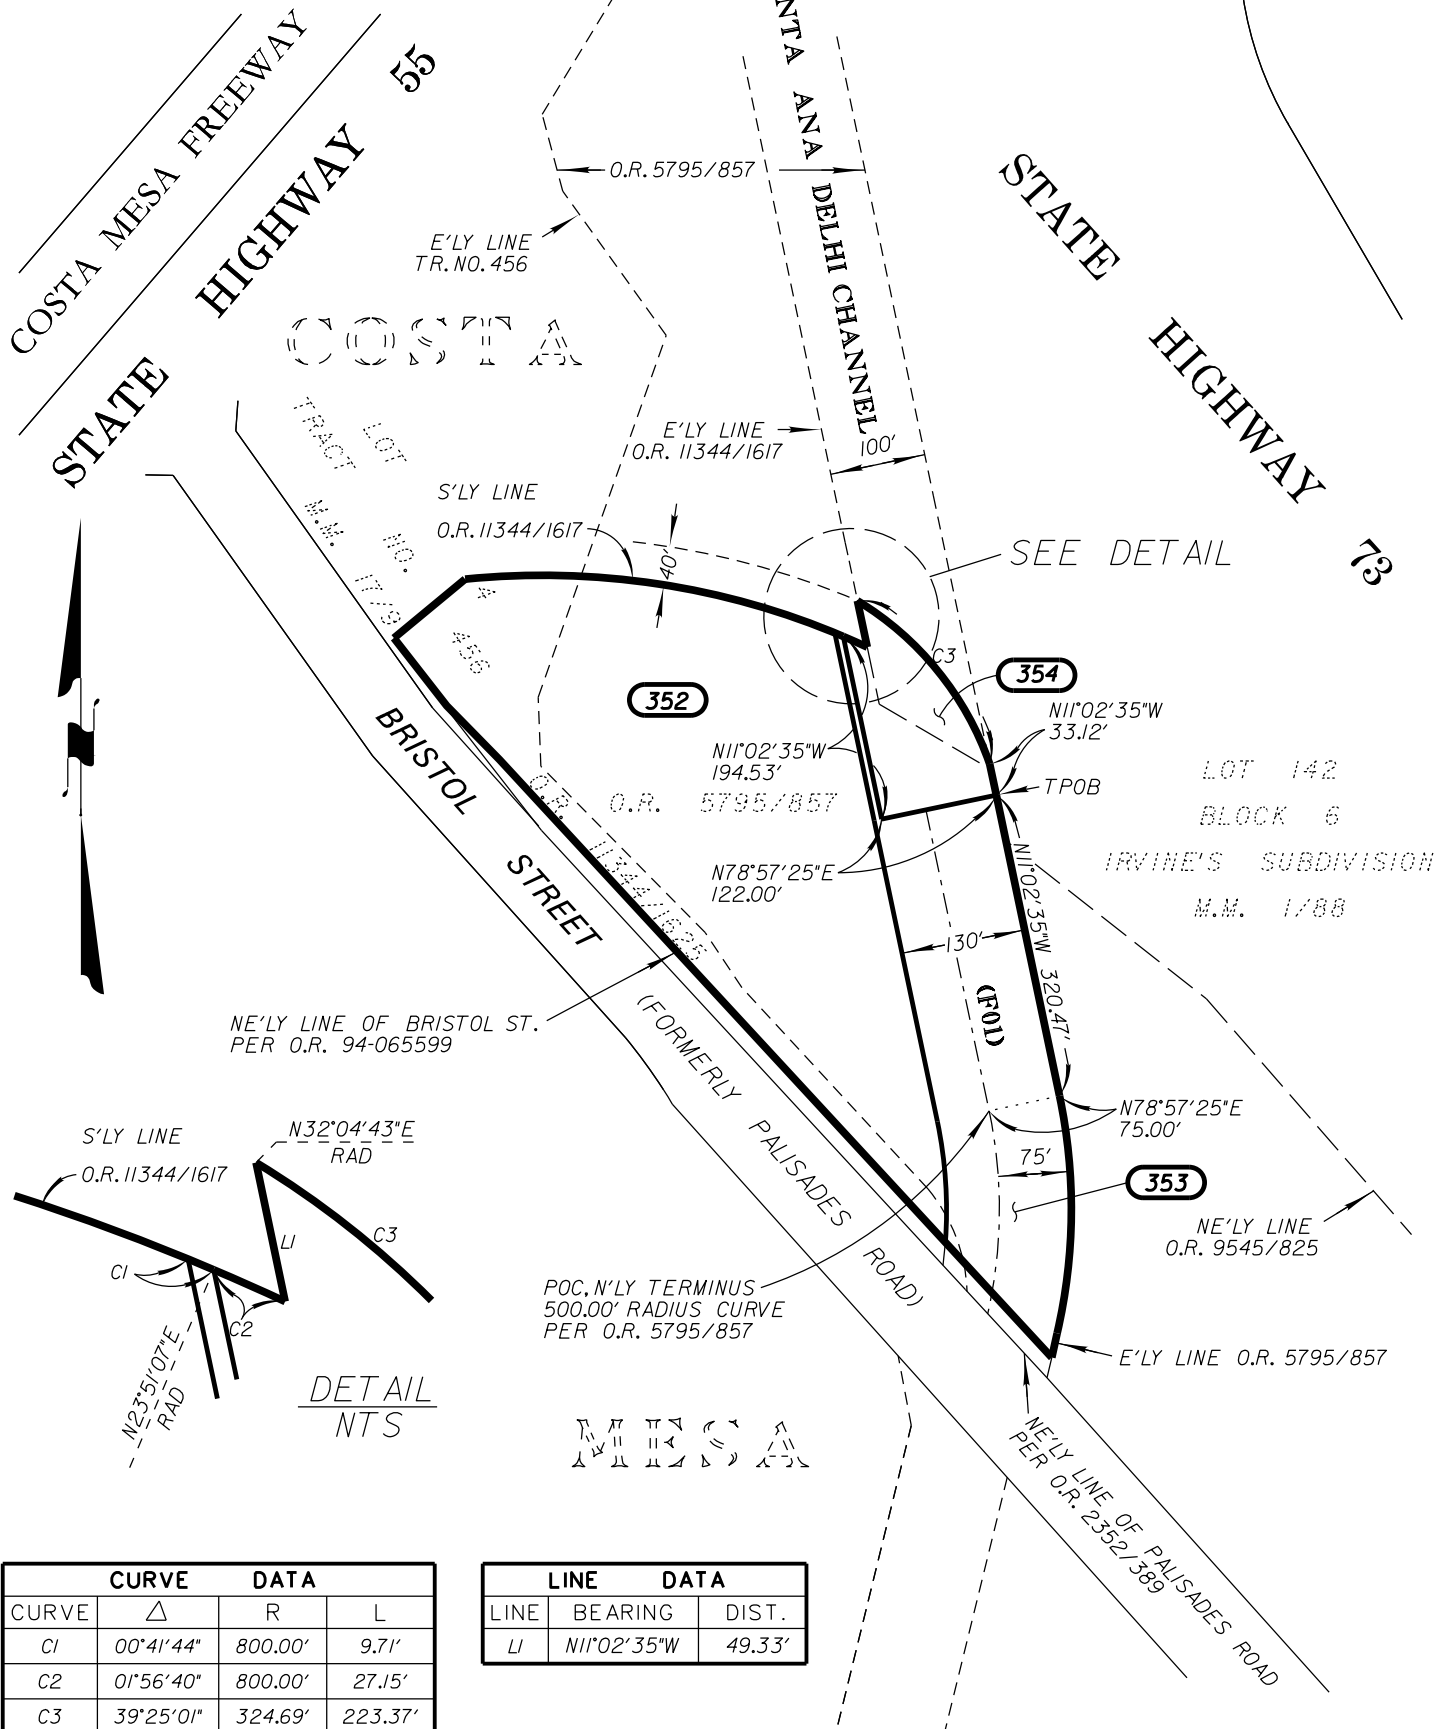 COSTA MESA FREEWAY
STATE HIGHWAY 55
NTA ANA DELHI CHANNEL
STATE HIGHWAY 73
O.R. 5795/857
E'LY LINE
TR. NO. 456
COSTA
LOT A
TRACT NO. 456
M.M. 17/9
E'LY LINE
O.R. 11344/1617
100'
S'LY LINE
O.R. 11344/1617
40'
SEE DETAIL
C3
354
352
N11°02'35"W
33.12'
N11°02'35"W
194.53'
TPOB
LOT 142
BLOCK 6
IRVINE'S SUBDIVISION
M.M. 1/88
O.R. 5795/857
O.R. 11344/1625
N78°57'25"E
122.00'
N11°02'35"W 320.47'
130'
(F01)
BRISTOL STREET
(FORMERLY PALISADES ROAD)
NE'LY LINE OF BRISTOL ST.
PER O.R. 94-065599
N78°57'25"E
75.00'
75'
353
NE'LY LINE
O.R. 9545/825
POC, N'LY TERMINUS
500.00' RADIUS CURVE
PER O.R. 5795/857
E'LY LINE O.R. 5795/857
NE'LY LINE OF PALISADES ROAD
PER O.R. 2352/389
S'LY LINE
O.R. 11344/1617
N32°04'43"E
RAD
L1
C3
C1
C2
N23°51'07"E
RAD
DETAIL
NTS
MESA
CURVE DATA
CURVE △ R L
C1 00°41'44" 800.00' 9.71'
C2 01°56'40" 800.00' 27.15'
C3 39°25'01" 324.69' 223.37'
LINE DATA
LINE BEARING DIST.
L1 N11°02'35"W 49.33'